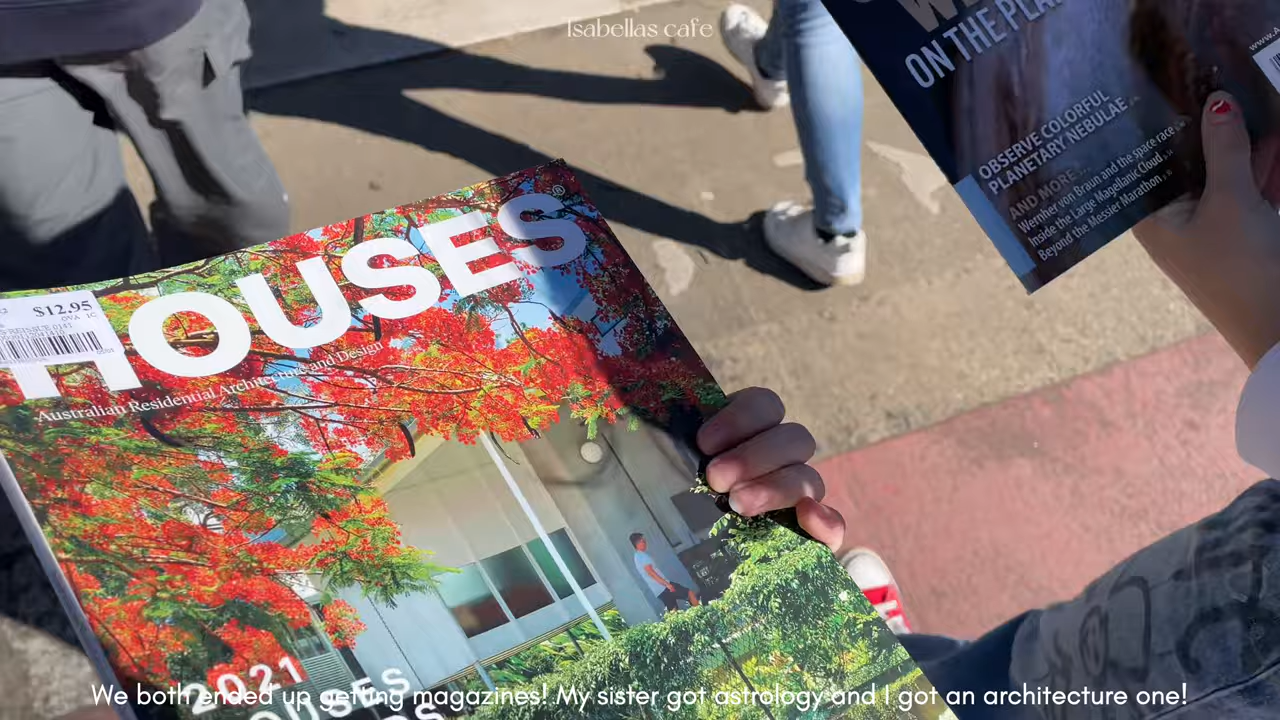 Isabellas cafe
ON THE
OBSERVE COLORFUL
PLANETARY NEBULAE
AND MORE...
Wernher von Braun and the space race
Inside the Large Magellanic Cloud
Beyond the Messier Marathon
HOUSES®
$12.95
Australian Residential Architecture and Design
2021
HOUSES
We both ended up getting magazines! My sister got astrology and I got an architecture one!